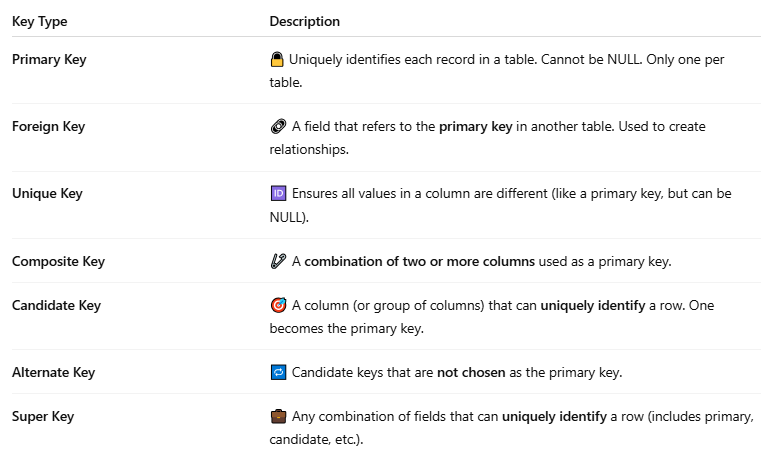 Key Type Description
Primary Key 🔒 Uniquely identifies each record in a table. Cannot be NULL. Only one per
table.
Foreign Key 🔗 A field that refers to the primary key in another table. Used to create
relationships.
Unique Key 🆔 Ensures all values in a column are different (like a primary key, but can be
NULL).
Composite Key 🖇 A combination of two or more columns used as a primary key.
Candidate Key 🎯 A column (or group of columns) that can uniquely identify a row. One
becomes the primary key.
Alternate Key 🔁 Candidate keys that are not chosen as the primary key.
Super Key 💼 Any combination of fields that can uniquely identify a row (includes primary,
candidate, etc.).